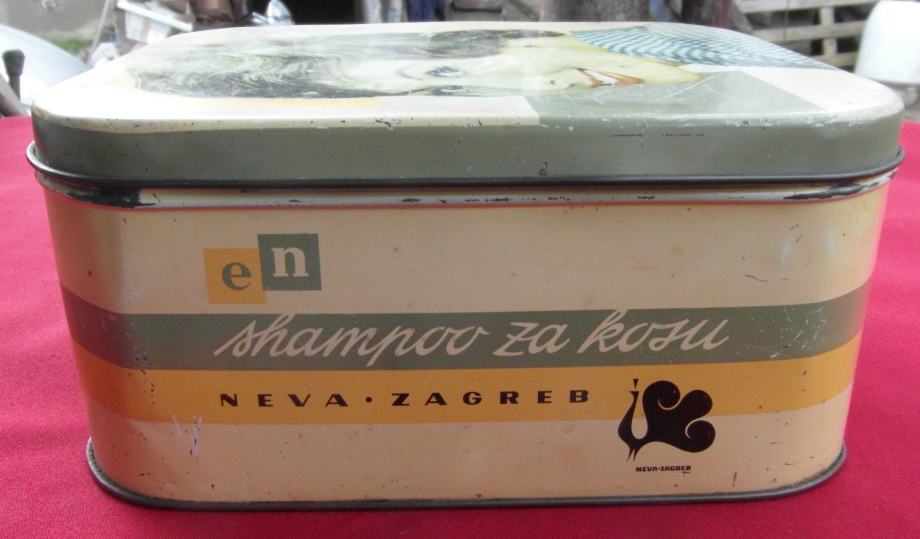 en
shampoo za kosu
NEVA · ZAGREB
NEVA-ZAGREB